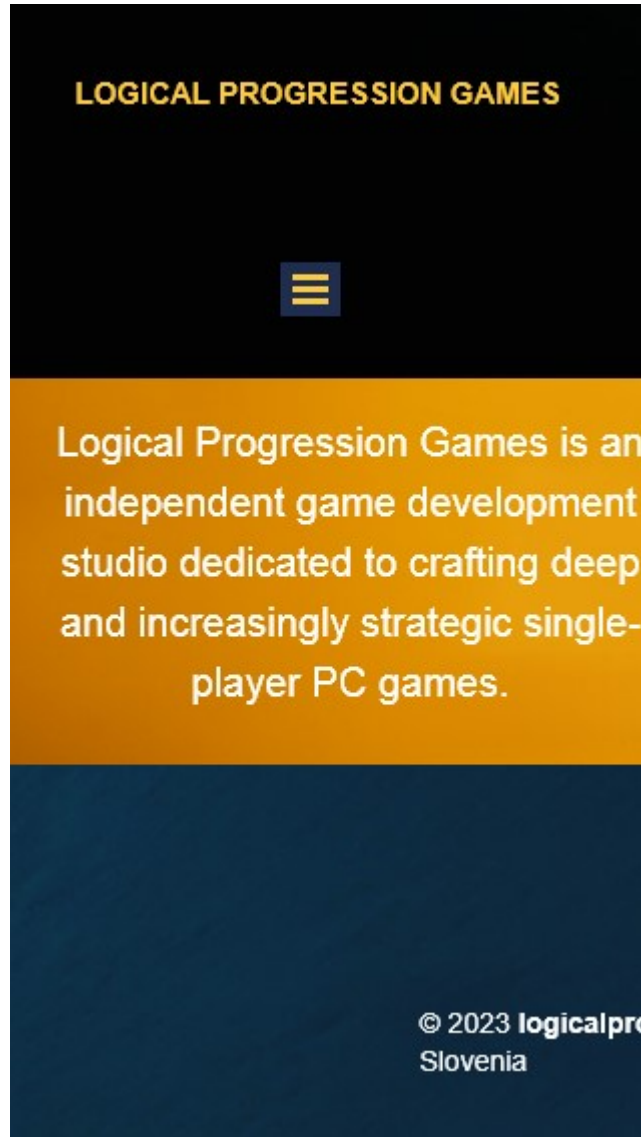 LOGICAL PROGRESSION GAMES
Logical Progression Games is an
independent game development
studio dedicated to crafting deep
and increasingly strategic single-
player PC games.
© 2023 logicalpro
Slovenia